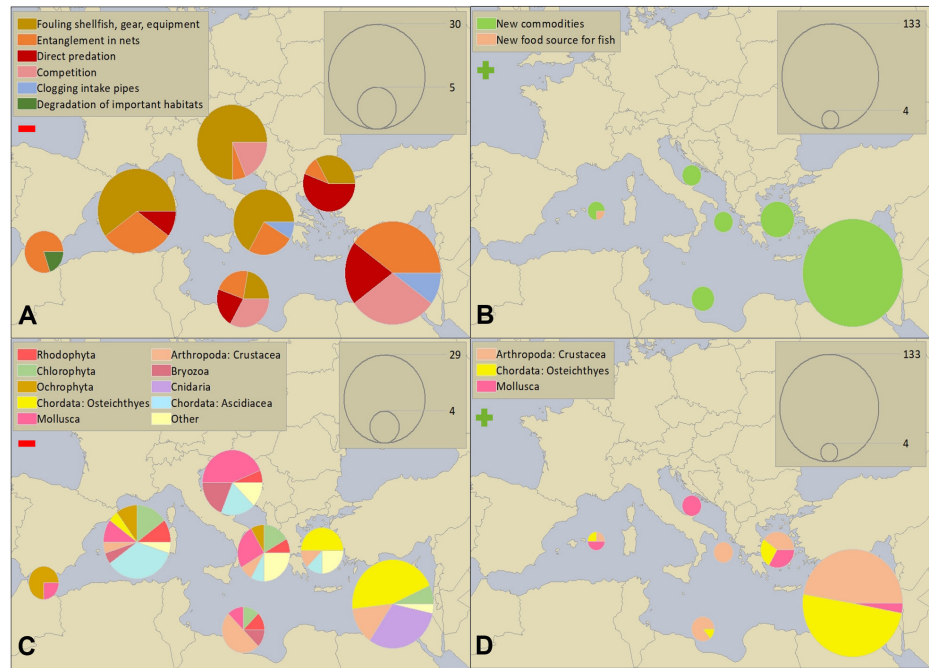 Fouling shellfish, gear, equipment
Entanglement in nets
Direct predation
Competition
Clogging intake pipes
Degradation of important habitats
30
5
A
New commodities
New food source for fish
133
4
B
Rhodophyta
Chlorophyta
Ochrophyta
Chordata: Osteichthyes
Mollusca
Arthropoda: Crustacea
Bryozoa
Cnidaria
Chordata: Ascidiacea
Other
29
4
C
Arthropoda: Crustacea
Chordata: Osteichthyes
Mollusca
133
4
D